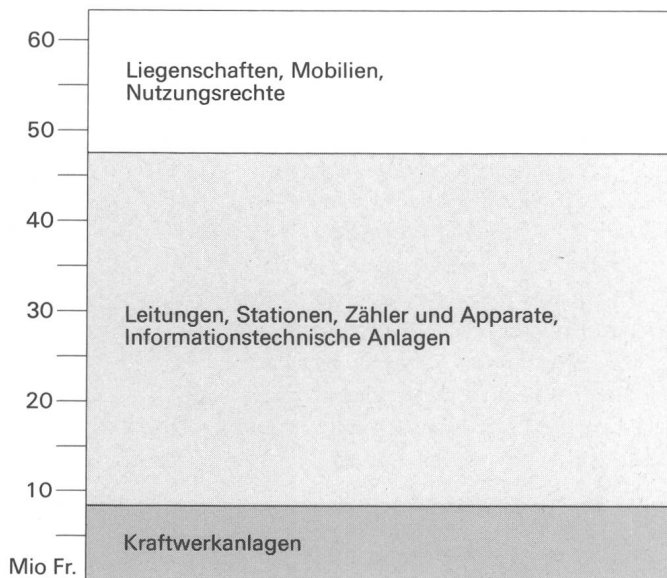 60
Liegenschaften, Mobilien,
Nutzungsrechte
50
40
30
Leitungen, Stationen, Zähler und Apparate,
Informationstechnische Anlagen
20
10
Kraftwerkanlagen
Mio Fr.